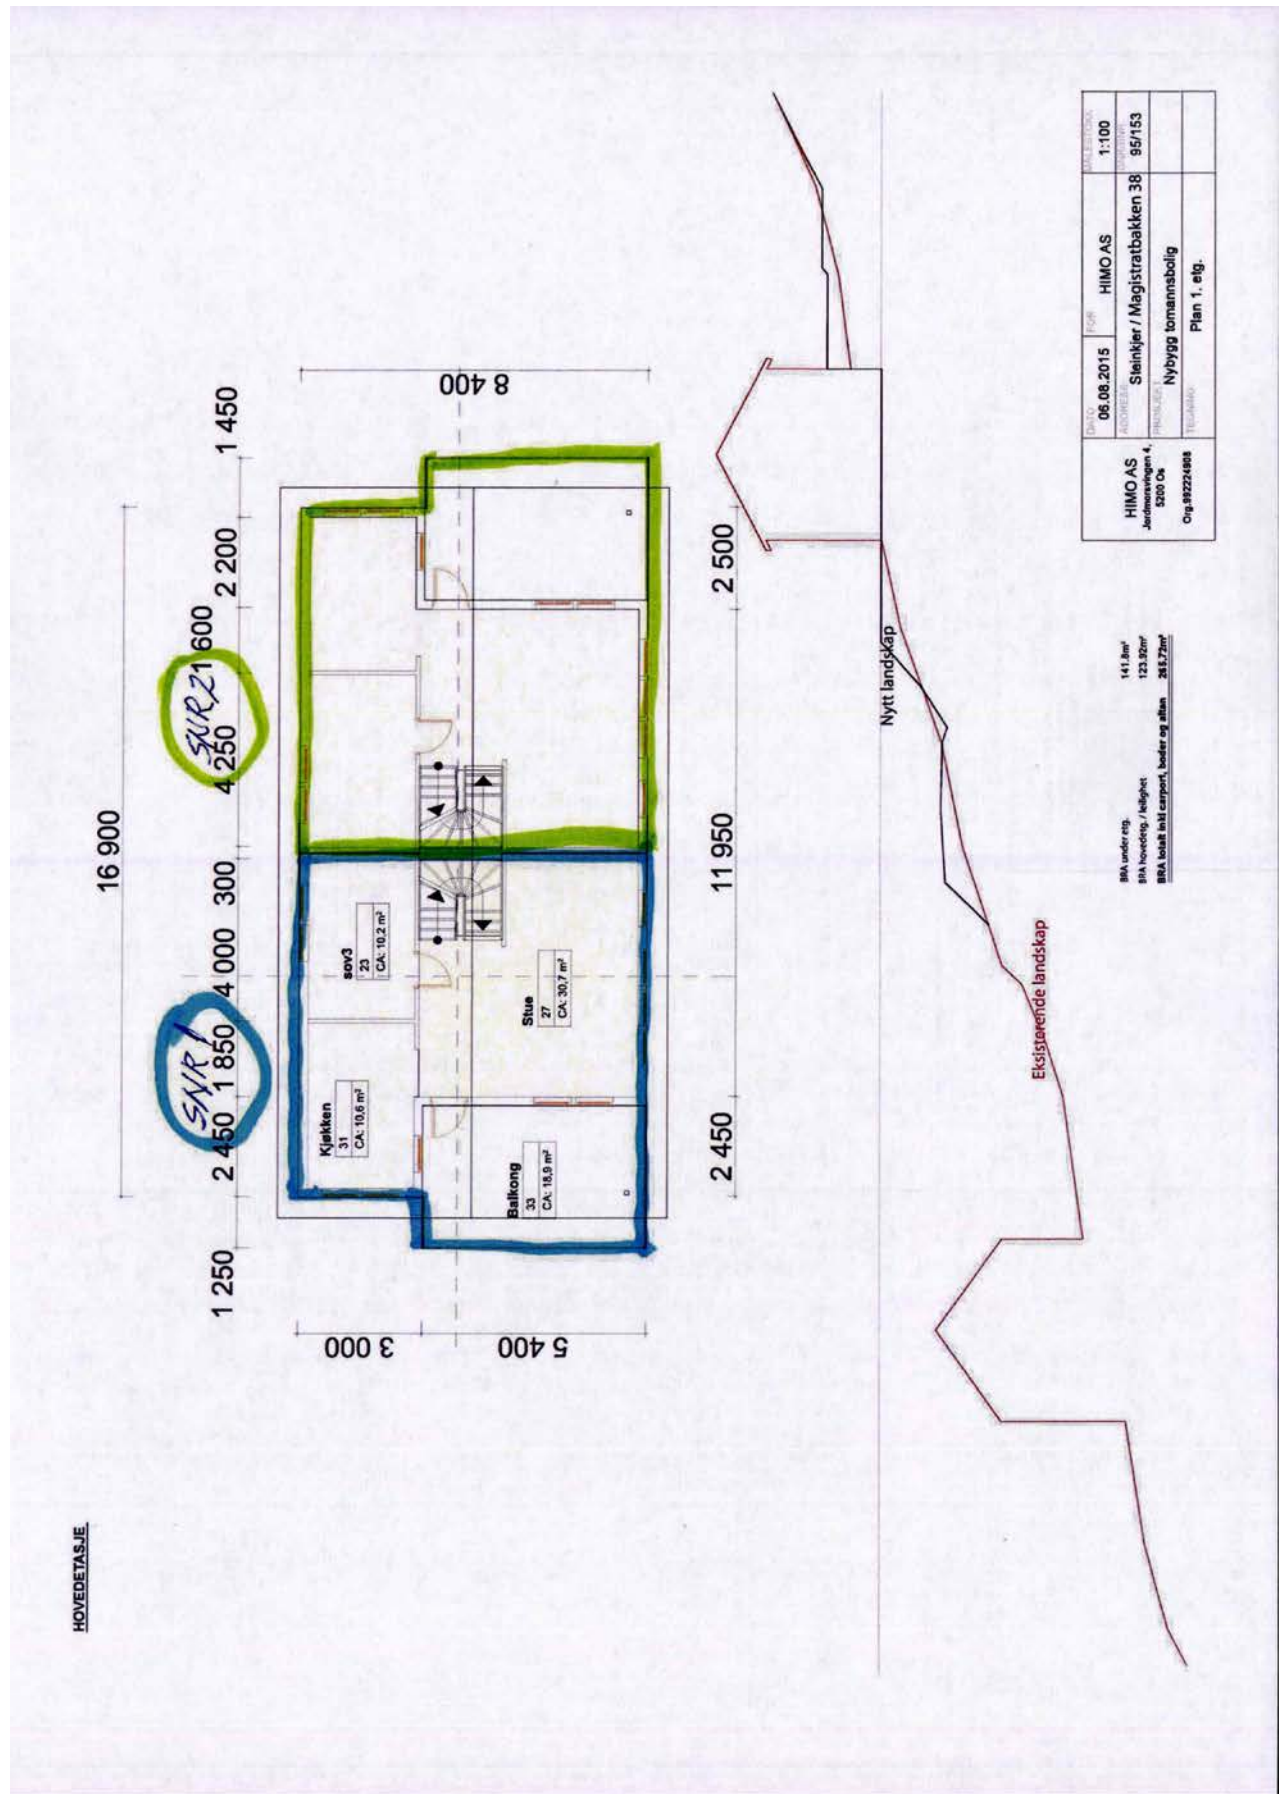 HOVEDETASJE
16 900
SNR 1
SNR 2
1 250
2 450
1 850
4 000
300
4 250
1 600
2 200
1 450
3 000
5 400
8 400
Kjøkken
31
CA: 10,6 m²
sov3
23
CA: 10,2 m²
Balkong
33
CA: 18,9 m²
Stue
27
CA: 30,7 m²
2 450
11 950
2 500
Nytt landskap
Eksisterende landskap
BRA under etg. 141.8m²
BRA hovedetg. / leilighet 123.92m²
BRA totalt inkl carport, boder og altan 265,72m²
HIMO AS
Jordmorsvingen 4,
5200 Os
Org.992224908
DATO
06.08.2015
FOR
HIMO AS
MÅLESTOKK
1:100
ADDRESSE
Steinkjer / Magistratbakken 38
95/153
PROSJEKT
Nybygg tomannsbolig
TEGNING
Plan 1. etg.